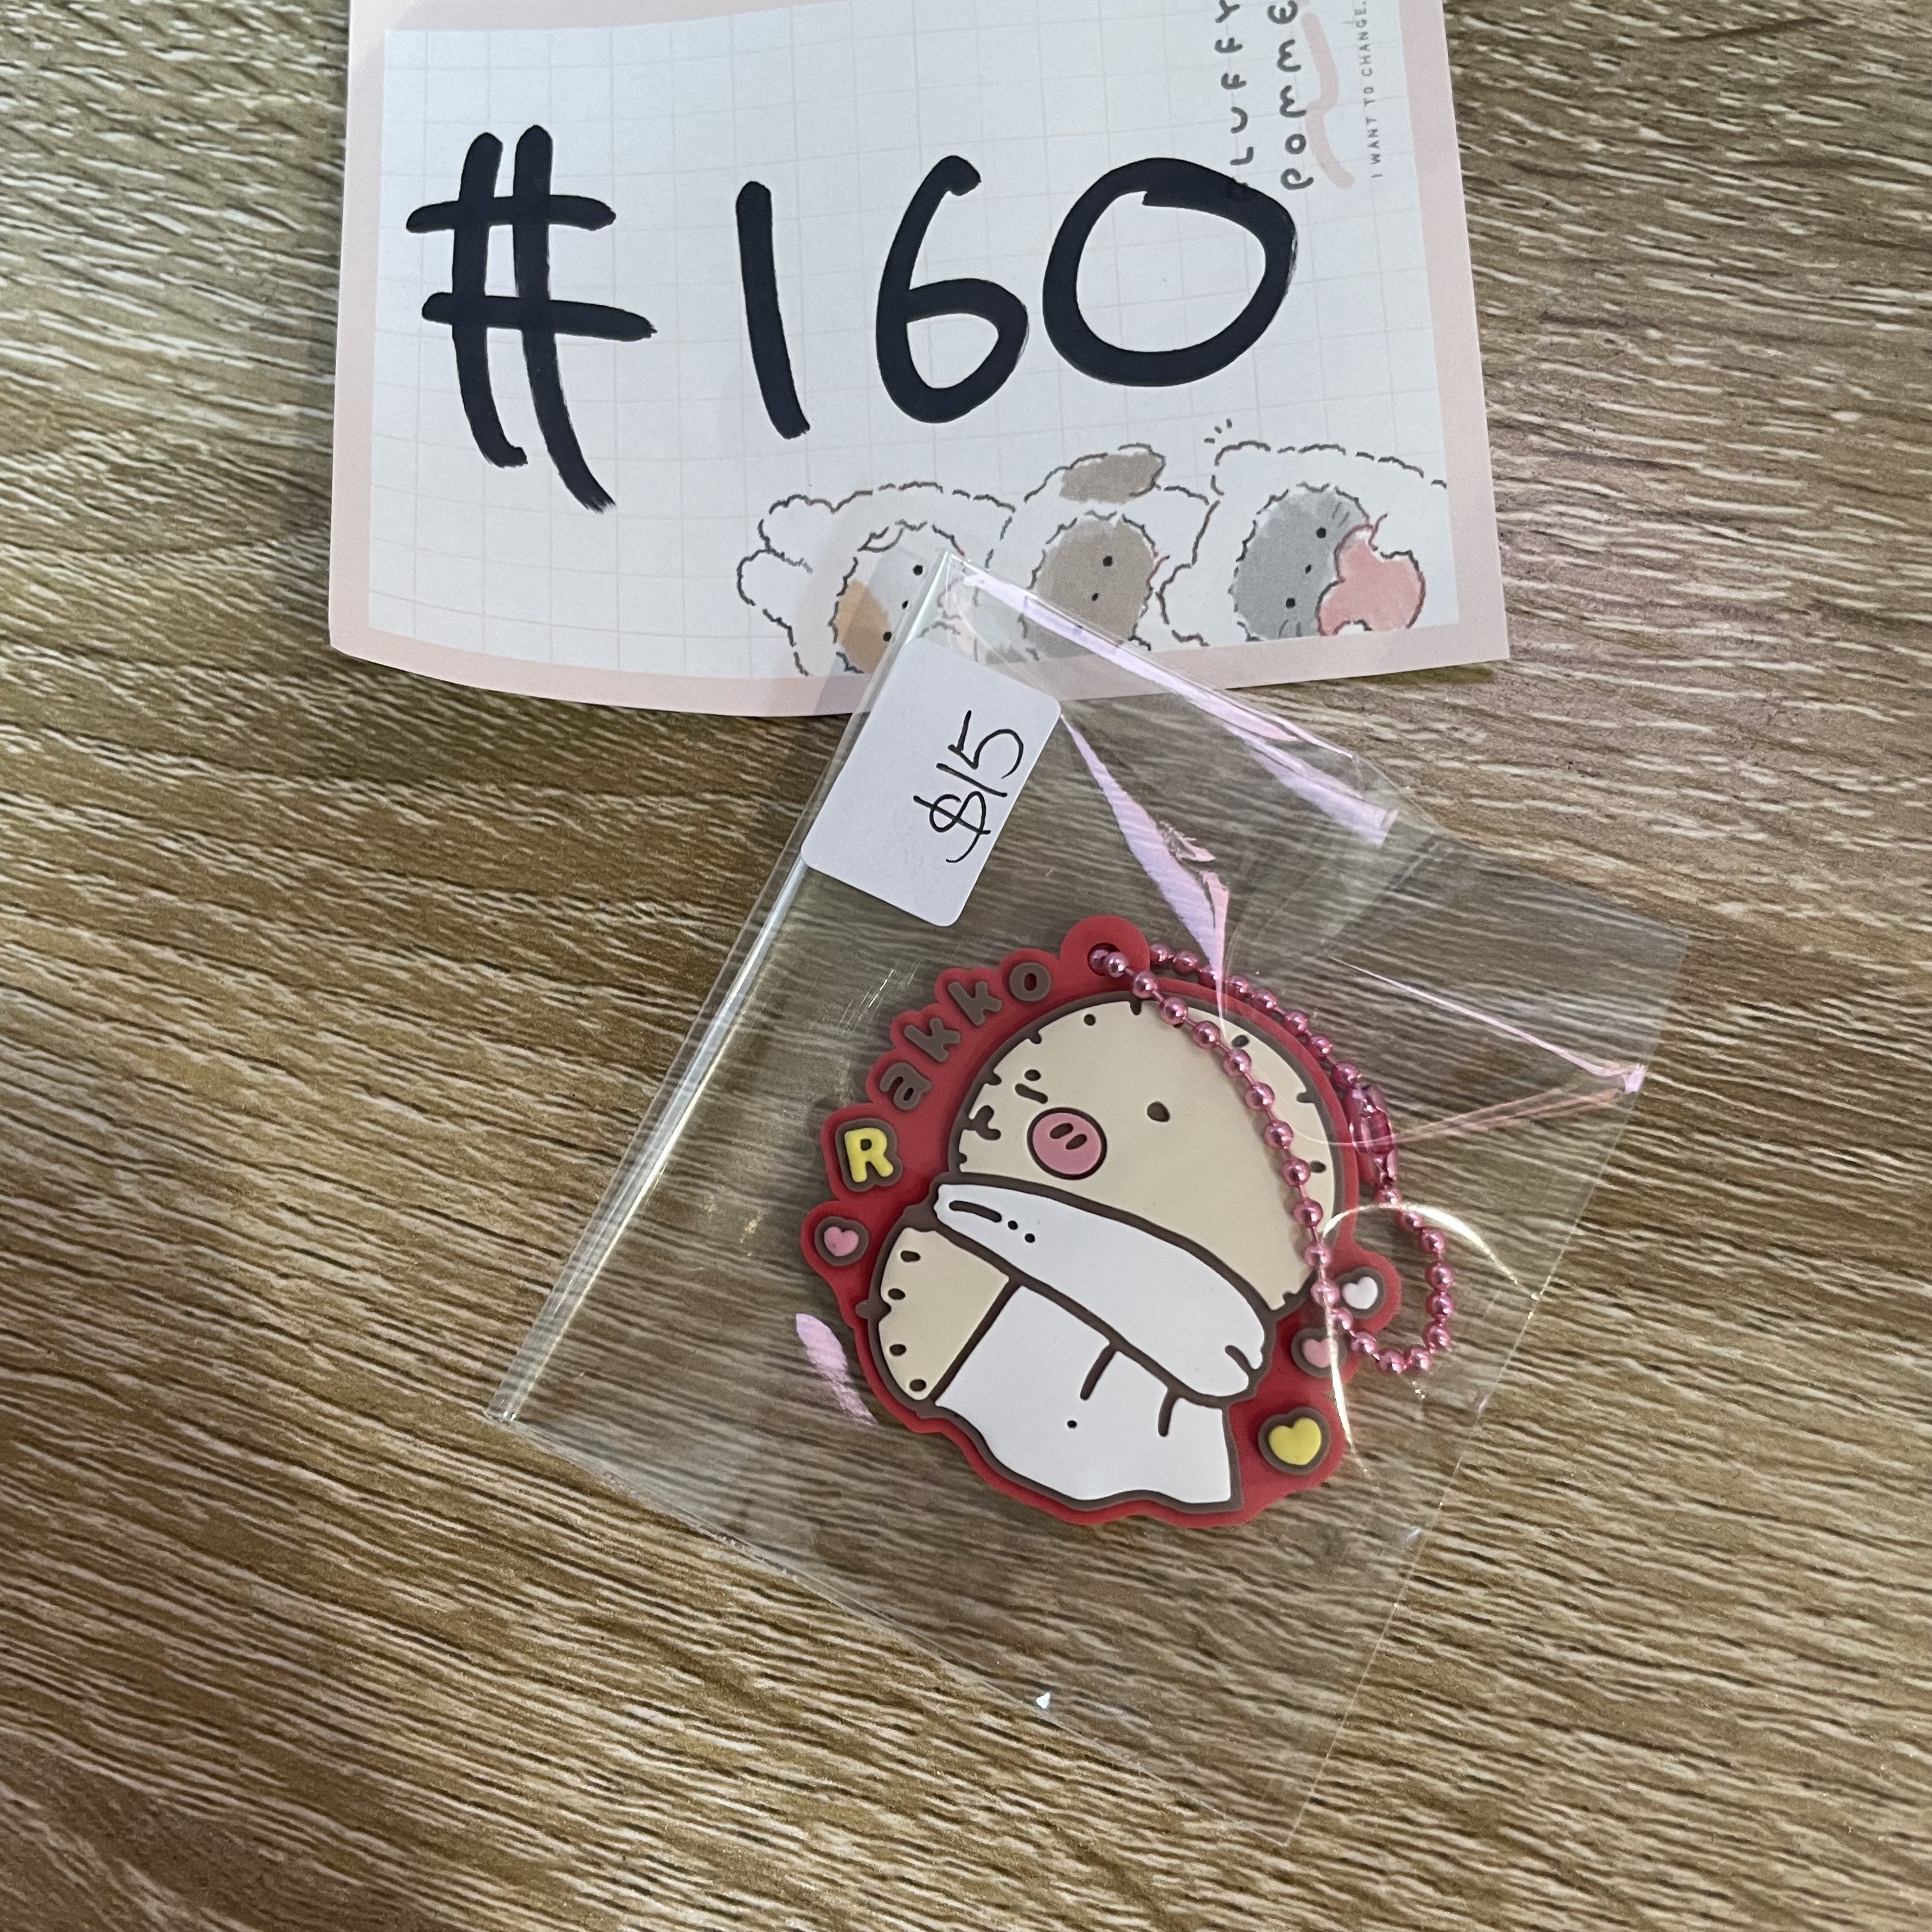 #160
FLUFFY
POMME
I WANT TO CHANGE.
$15
Rakko